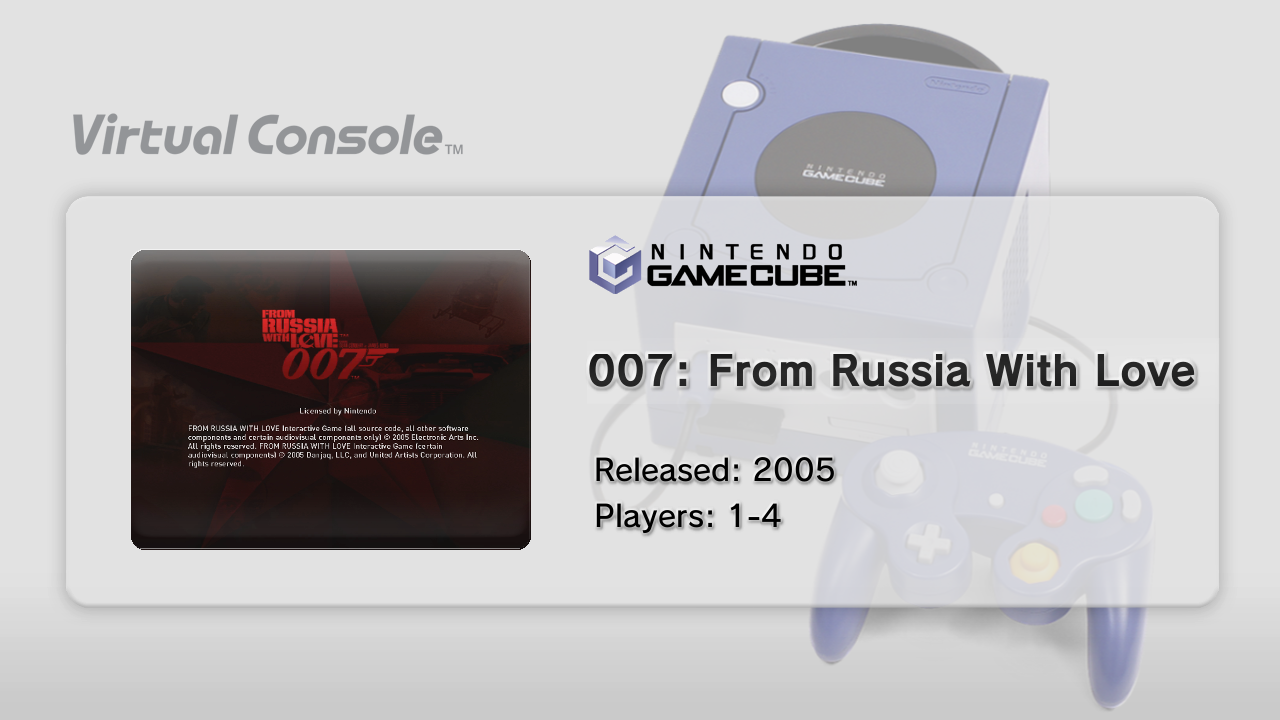 Nintendo
NINTENDO
GAMECUBE
Virtual Console™
NINTENDO
GAMECUBE™
FROM
RUSSIA
WITH LOVE™
007™
Licensed by Nintendo
FROM RUSSIA WITH LOVE Interactive Game (all source code, all other software
components and certain audiovisual components only) © 2005 Electronic Arts Inc.
All rights reserved. FROM RUSSIA WITH LOVE Interactive Game (certain
audiovisual components) © 2005 Danjaq, LLC, and United Artists Corporation. All
rights reserved.
007: From Russia With Love
Released: 2005
Players: 1-4
NINTENDO
GAMECUBE